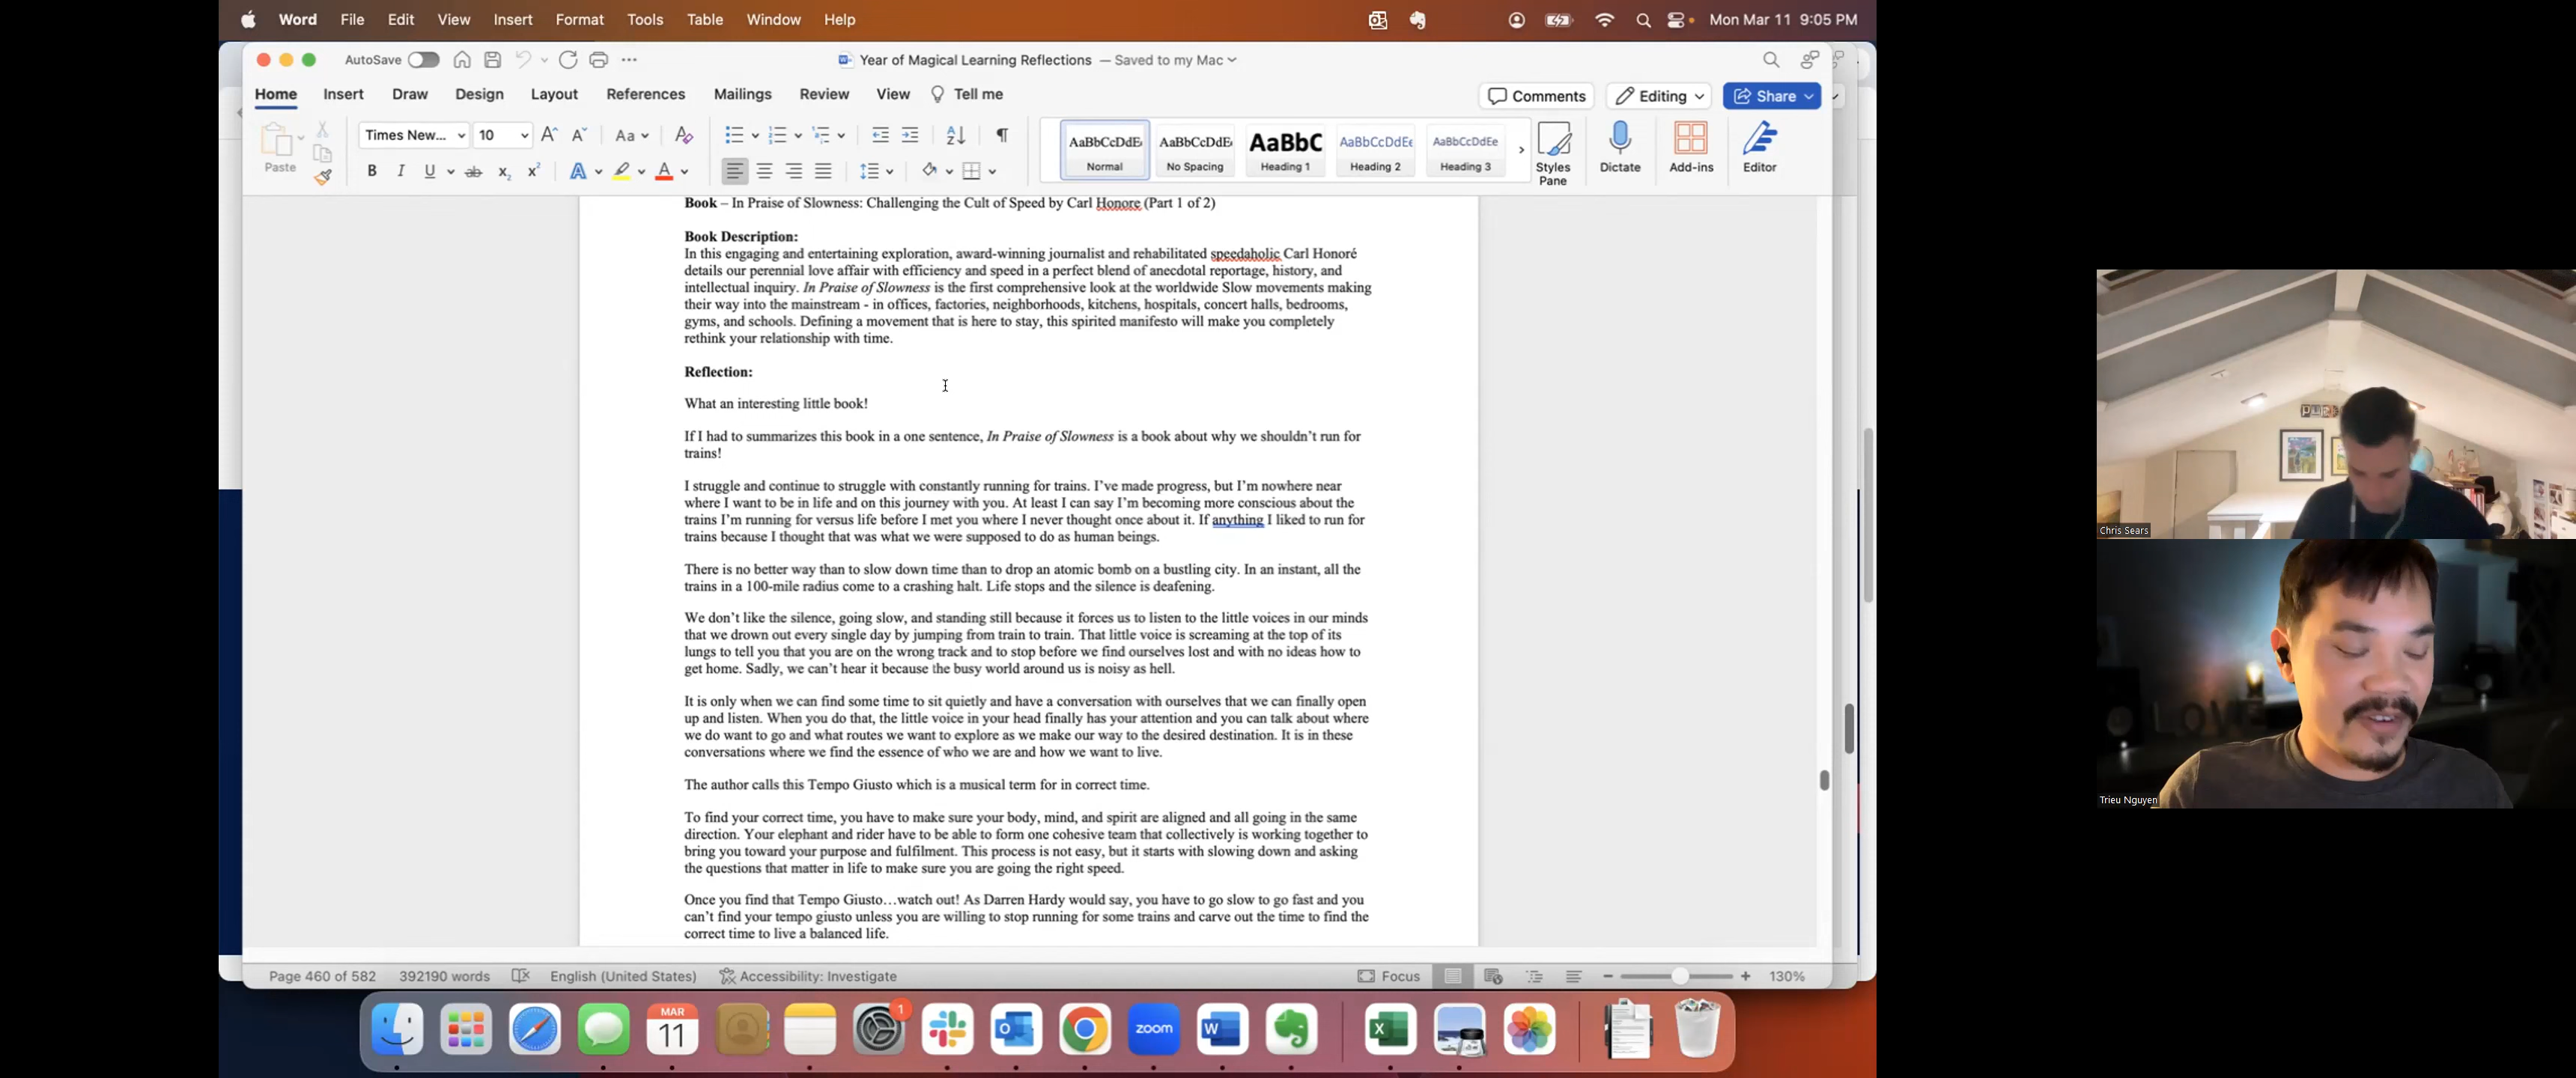 Word File Edit View Insert Format Tools Table Window Help
Mon Mar 11 9:05 PM
AutoSave
Year of Magical Learning Reflections — Saved to my Mac
Home Insert Draw Design Layout References Mailings Review View Tell me
Comments Editing Share
Paste
Times New... 10
AaBbCcDdEe AaBbCcDdEe AaBbC AaBbCcDdEe AaBbCcDdEe
Normal No Spacing Heading 1 Heading 2 Heading 3
Styles Pane
Dictate
Add-ins
Editor
Book – In Praise of Slowness: Challenging the Cult of Speed by Carl Honore (Part 1 of 2)
Book Description:
In this engaging and entertaining exploration, award-winning journalist and rehabilitated speedaholic Carl Honoré
details our perennial love affair with efficiency and speed in a perfect blend of anecdotal reportage, history, and
intellectual inquiry. In Praise of Slowness is the first comprehensive look at the worldwide Slow movements making
their way into the mainstream - in offices, factories, neighborhoods, kitchens, hospitals, concert halls, bedrooms,
gyms, and schools. Defining a movement that is here to stay, this spirited manifesto will make you completely
rethink your relationship with time.
Reflection:
What an interesting little book!
If I had to summarizes this book in a one sentence, In Praise of Slowness is a book about why we shouldn't run for
trains!
I struggle and continue to struggle with constantly running for trains. I've made progress, but I'm nowhere near
where I want to be in life and on this journey with you. At least I can say I'm becoming more conscious about the
trains I'm running for versus life before I met you where I never thought once about it. If anything I liked to run for
trains because I thought that was what we were supposed to do as human beings.
There is no better way than to slow down time than to drop an atomic bomb on a bustling city. In an instant, all the
trains in a 100-mile radius come to a crashing halt. Life stops and the silence is deafening.
We don't like the silence, going slow, and standing still because it forces us to listen to the little voices in our minds
that we drown out every single day by jumping from train to train. That little voice is screaming at the top of its
lungs to tell you that you are on the wrong track and to stop before we find ourselves lost and with no ideas how to
get home. Sadly, we can't hear it because the busy world around us is noisy as hell.
It is only when we can find some time to sit quietly and have a conversation with ourselves that we can finally open
up and listen. When you do that, the little voice in your head finally has your attention and you can talk about where
we do want to go and what routes we want to explore as we make our way to the desired destination. It is in these
conversations where we find the essence of who we are and how we want to live.
The author calls this Tempo Giusto which is a musical term for in correct time.
To find your correct time, you have to make sure your body, mind, and spirit are aligned and all going in the same
direction. Your elephant and rider have to be able to form one cohesive team that collectively is working together to
bring you toward your purpose and fulfilment. This process is not easy, but it starts with slowing down and asking
the questions that matter in life to make sure you are going the right speed.
Once you find that Tempo Giusto…watch out! As Darren Hardy would say, you have to go slow to go fast and you
can't find your tempo giusto unless you are willing to stop running for some trains and carve out the time to find the
correct time to live a balanced life.
Page 460 of 582 392190 words English (United States) Accessibility: Investigate Focus 130%
MAR
11
1
zoom
Chris Sears
LOVE
Trieu Nguyen